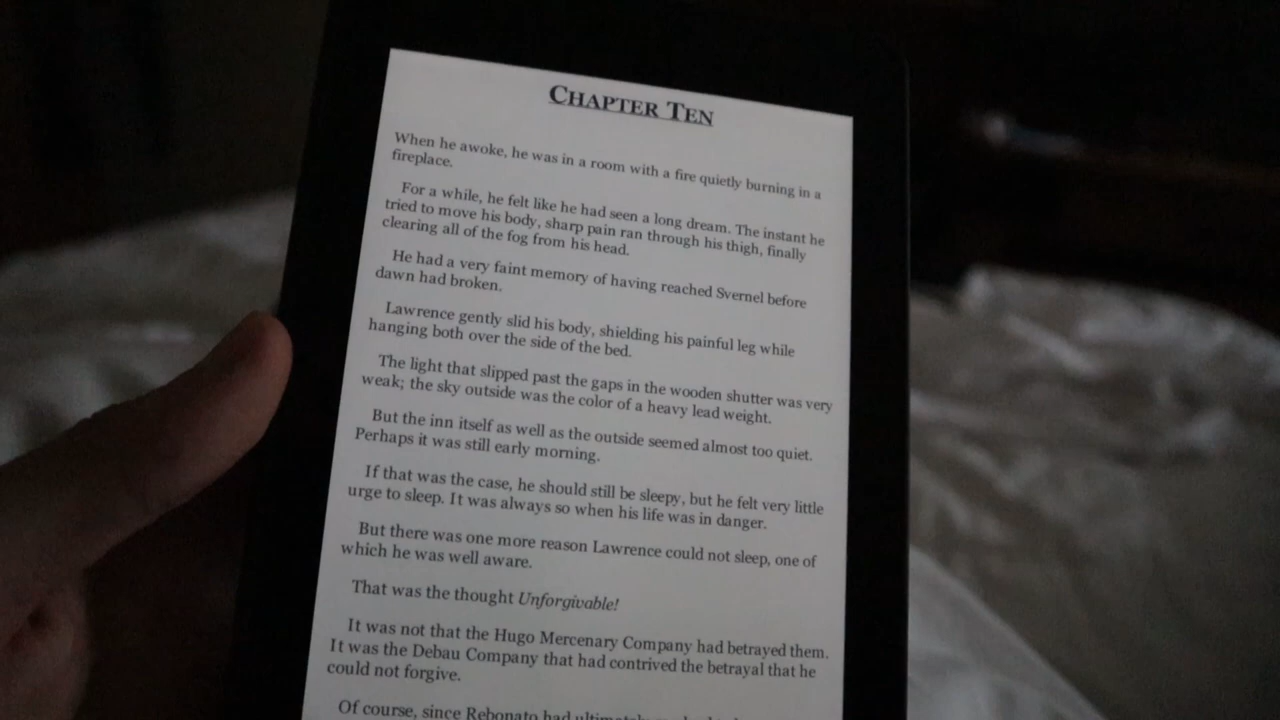 CHAPTER TEN
When he awoke, he was in a room with a fire quietly burning in a
fireplace.
For a while, he felt like he had seen a long dream. The instant he
tried to move his body, sharp pain ran through his thigh, finally
clearing all of the fog from his head.
He had a very faint memory of having reached Svernel before
dawn had broken.
Lawrence gently slid his body, shielding his painful leg while
hanging both over the side of the bed.
The light that slipped past the gaps in the wooden shutter was very
weak; the sky outside was the color of a heavy lead weight.
But the inn itself as well as the outside seemed almost too quiet.
Perhaps it was still early morning.
If that was the case, he should still be sleepy, but he felt very little
urge to sleep. It was always so when his life was in danger.
But there was one more reason Lawrence could not sleep, one of
which he was well aware.
That was the thought Unforgivable!
It was not that the Hugo Mercenary Company had betrayed them.
It was the Debau Company that had contrived the betrayal that he
could not forgive.
Of course, since Rebonato had